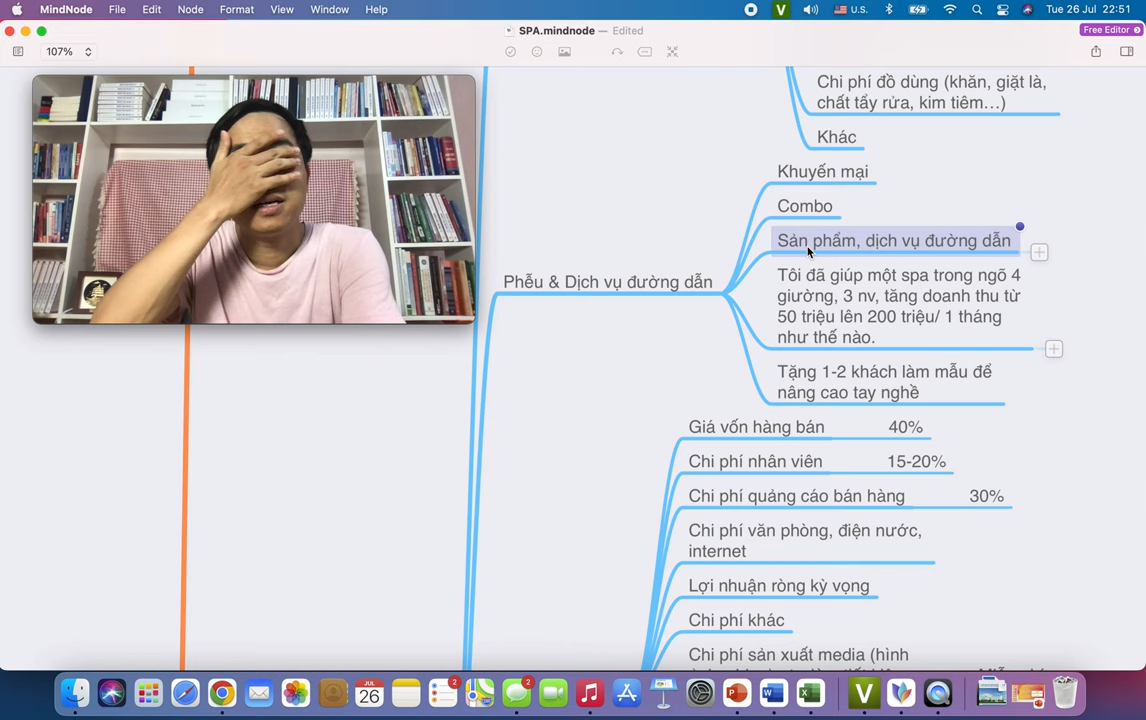 MindNode File Edit Node Format View Window Help V U.S. Tue 26 Jul 22:51
SPA.mindnode — Edited
Free Editor
107%
Chi phí đồ dùng (khăn, giặt là,
chất tẩy rửa, kim tiêm…)
Khác
Khuyến mại
Combo
Sản phẩm, dịch vụ đường dẫn
Phễu & Dịch vụ đường dẫn
Tôi đã giúp một spa trong ngõ 4
giường, 3 nv, tăng doanh thu từ
50 triệu lên 200 triệu/ 1 tháng
như thế nào.
Tặng 1-2 khách làm mẫu để
nâng cao tay nghề
Giá vốn hàng bán 40%
Chi phí nhân viên 15-20%
Chi phí quảng cáo bán hàng 30%
Chi phí văn phòng, điện nước,
internet
Lợi nhuận ròng kỳ vọng
Chi phí khác
Chi phí sản xuất media (hình
JUL
26
2
2
V